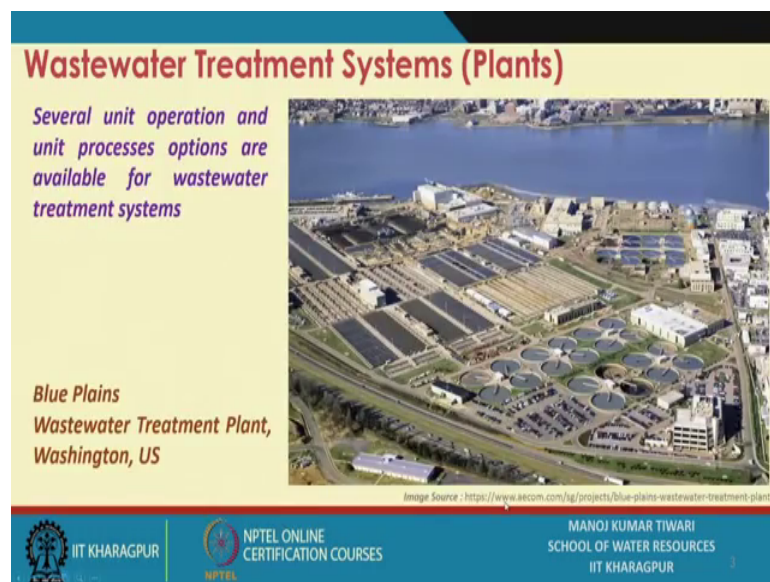 Wastewater Treatment Systems (Plants)
Several unit operation and
unit processes options are
available for wastewater
treatment systems
Blue Plains
Wastewater Treatment Plant,
Washington, US
Image Source : https://www.aecom.com/sg/projects/blue-plains-wastewater-treatment-plant
IIT KHARAGPUR
NPTEL
NPTEL ONLINE
CERTIFICATION COURSES
MANOJ KUMAR TIWARI
SCHOOL OF WATER RESOURCES
IIT KHARAGPUR
3